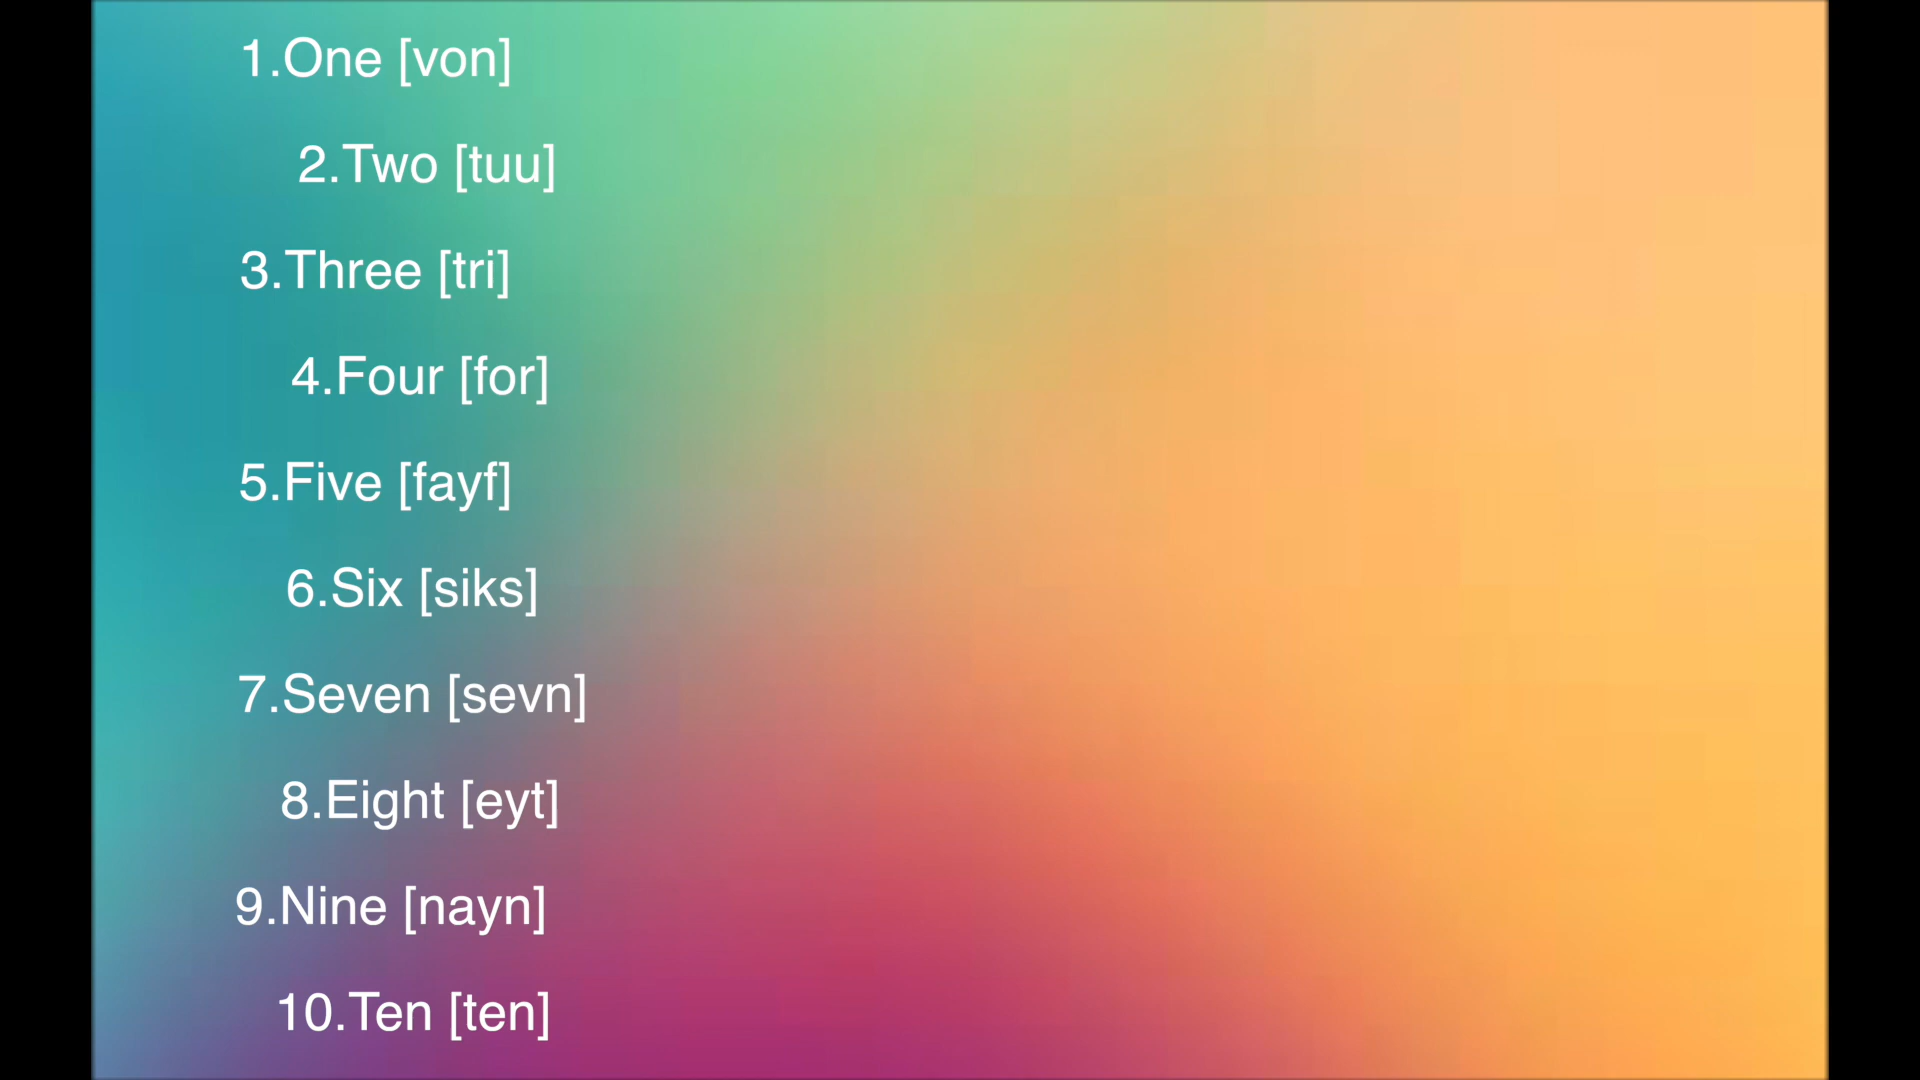 1.One [von]
2.Two [tuu]
3.Three [tri]
4.Four [for]
5.Five [fayf]
6.Six [siks]
7.Seven [sevn]
8.Eight [eyt]
9.Nine [nayn]
10.Ten [ten]